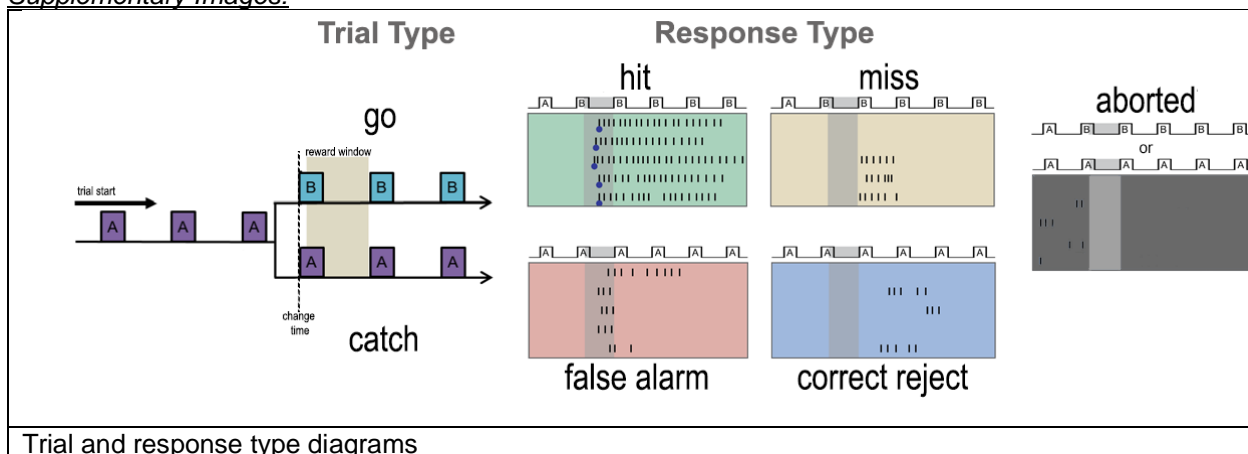 Supplementary Images:
Trial Type
Response Type
go
reward window
trial start
A A A
B B B
A A A
change
time
catch
hit
A B B B B B
miss
A B B B B
false alarm
A A A A A A
correct reject
A A A A A
aborted
A B B B B B
or
A A A A A A
Trial and response type diagrams